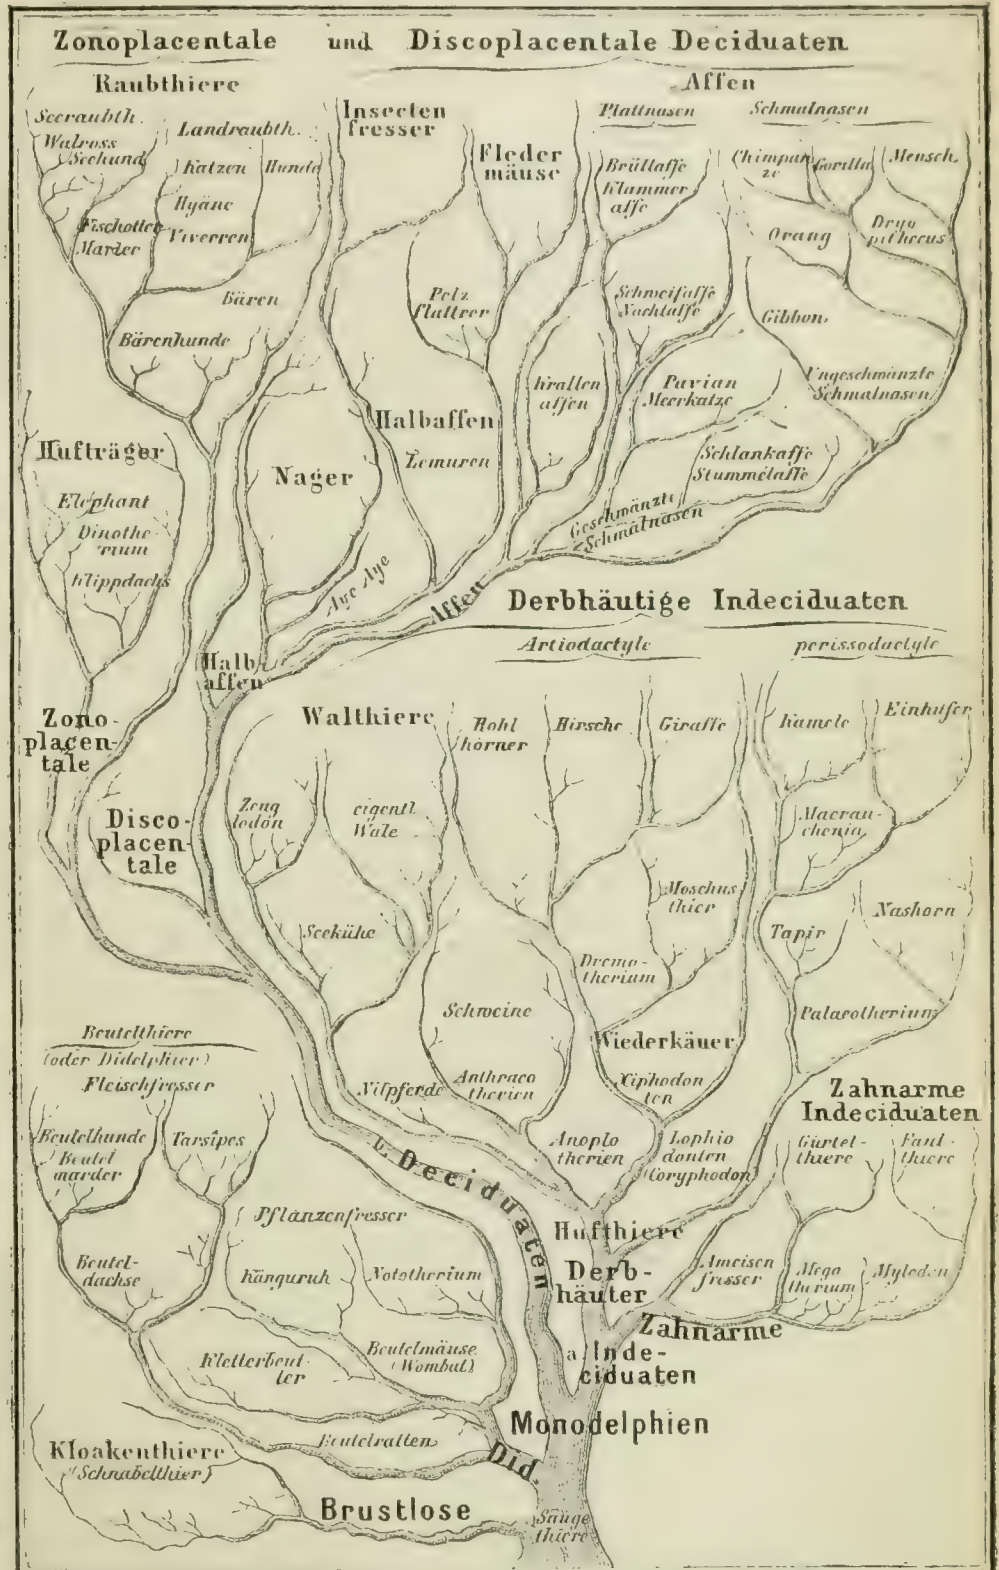 Zonoplacentale und Discoplacentale Deciduaten
Raubthiere
Affen
Seeraubth.
Walross
Seehund
Landraubth.
Katzen
Hunde
Hyäne
Viverren
Fischotter
Marder
Bären
Bärenhunde
Insecten
fresser
Fleder
mäuse
Plattnasen
Schmalnasen
Brüllaffe
Klammer
affe
Chimpan
ze
Gorilla
Mensch
Orang
Dryo
pithecus
Pelz
flattrer
Schweifaffe
Nachtaffe
Gibbon
Krallen
affen
Pavian
Meerkatze
Ungeschwänzte
Schmalnasen
Halbaffen
Lemuren
Schlankaffe
Stummelaffe
Geschwänzte
Schmalnasen
Hufträger
Elephant
Dinothe-
rium
Klippdachs
Nager
Aye Aye
Affen
Halb-
affen
Zono-
placen-
tale
Disco-
placen-
tale
Derbhäutige Indeciduaten
Artiodactyle
perissodactyle
Walthiere
Hohl
hörner
Hirsche
Giraffe
Kamele
Einhufer
Zeug
lodon
eigentl.
Wale
Macrau-
chenia
Seekühe
Moschus
thier
Tapir
Nashorn
Dremo-
therium
Schweine
Palaeotherium
Wiederkäuer
Nilpferde
Anthraco
therien
Xiphodon
ten
Anoplo
therien
Lophio
donten
(Coryphodon)
Beutelthiere
(oder Didelphier)
Fleischfresser
Beutelhunde
Beutel
marder
Tarsipes
Beutel-
dachse
Pflanzenfresser
Känguruh
Nototherium
Beutelmäuse
(Wombat)
Kletterbeut-
ler
Beutelratten
Zahnarme
Indeciduaten
Gürtel-
thiere
Faul-
thiere
Ameisen
fresser
Mega
therium
Mylodon
Zahnarme
b. Deciduaten
Hufthiere
Derb-
häuter
a Inde-
ciduaten
Monodelphien
Did.
Kloakenthiere
(Schnabelthier)
Brustlose
Säuge
thiere